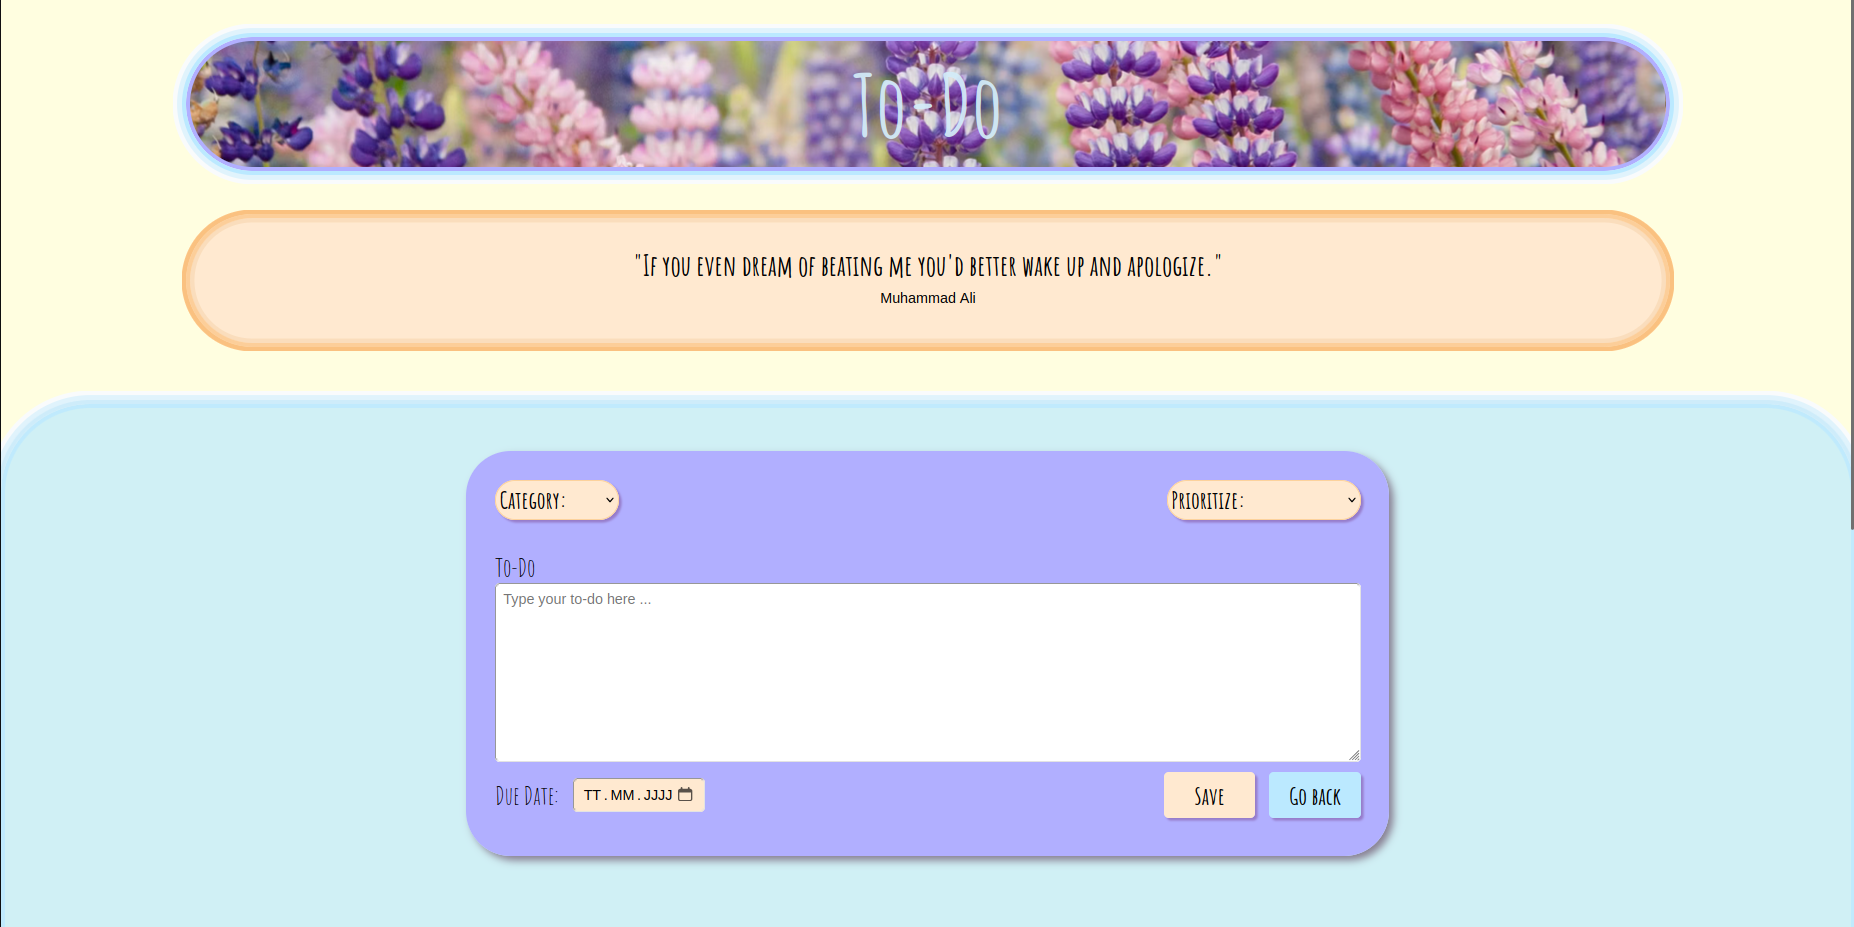 To-Do
"If you even dream of beating me you'd better wake up and apologize."
Muhammad Ali
Category:
Prioritize:
To-Do
Type your to-do here ...
Due Date: TT.MM.JJJJ
Save
Go back